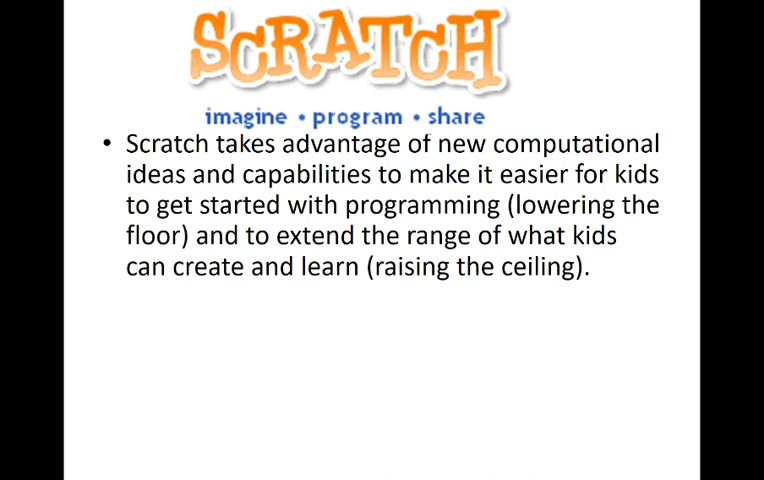 SCRATCH
imagine • program • share
• Scratch takes advantage of new computational
ideas and capabilities to make it easier for kids
to get started with programming (lowering the
floor) and to extend the range of what kids
can create and learn (raising the ceiling).